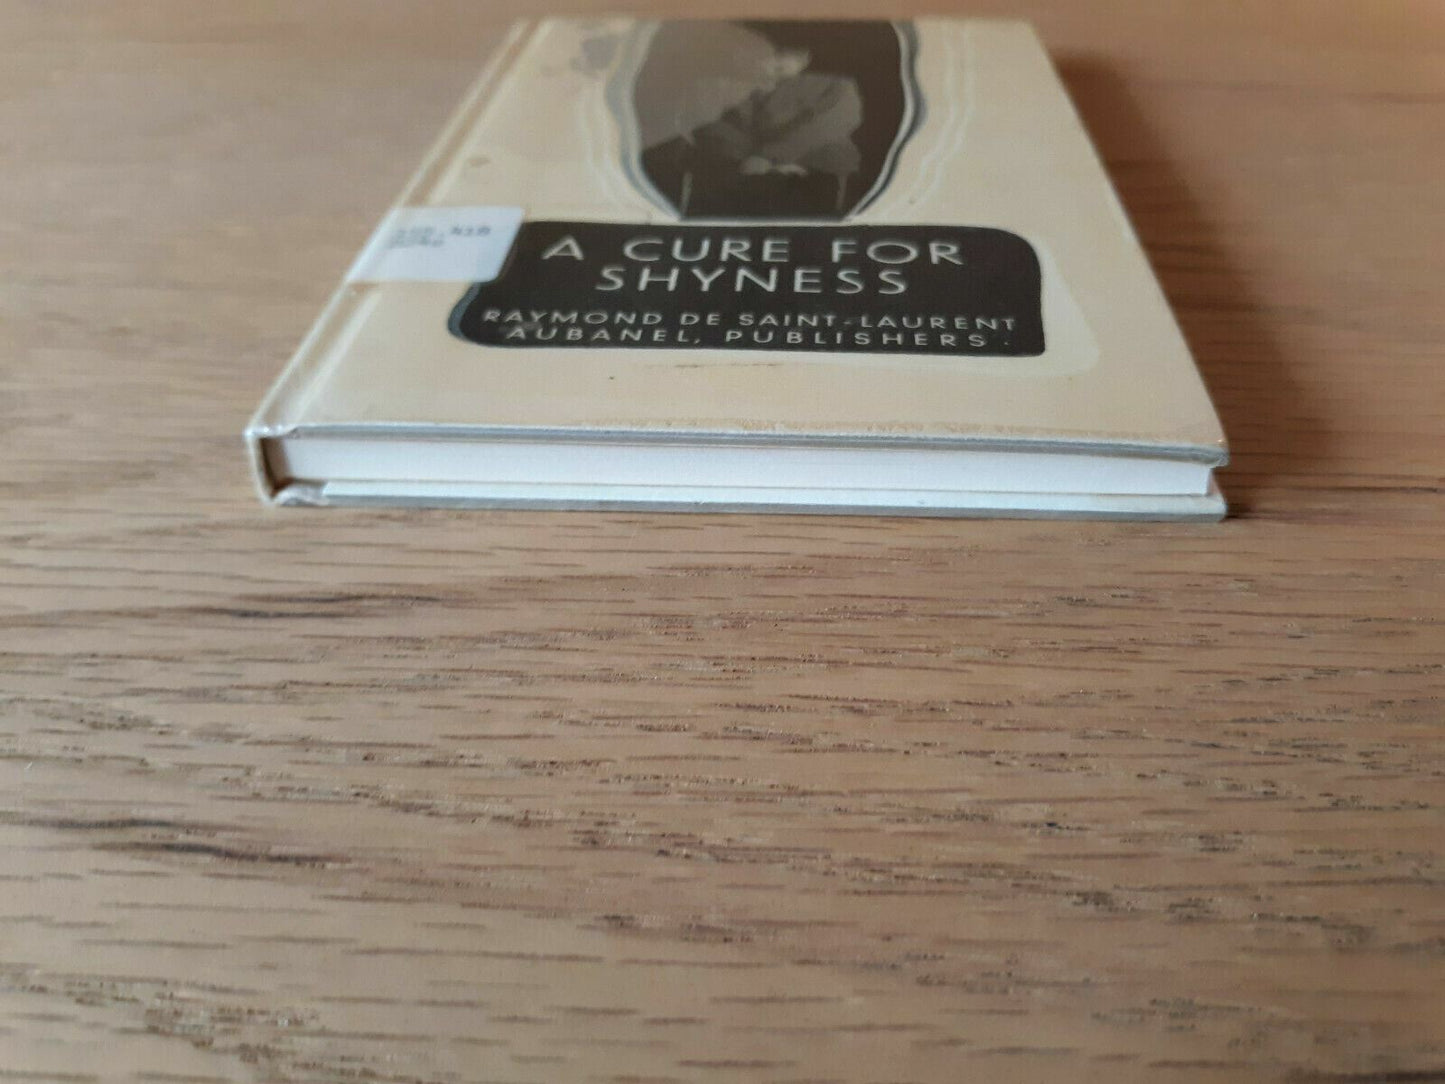 A CURE FOR
SHYNESS
RAYMOND DE SAINT-LAURENT
AUBANEL, PUBLISHERS